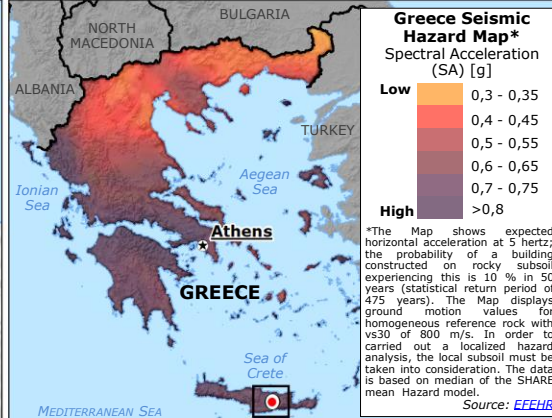 BULGARIA
NORTH
MACEDONIA
ALBANIA
TURKEY
Ionian
Sea
Aegean
Sea
Athens
GREECE
Sea of
Crete
MEDITERRANEAN SEA
Greece Seismic
Hazard Map*
Spectral Acceleration
(SA) [g]
Low
0,3 - 0,35
0,4 - 0,45
0,5 - 0,55
0,6 - 0,65
0,7 - 0,75
High >0,8
*The Map shows expected
horizontal acceleration at 5 hertz;
the probability of a building
constructed on rocky subsoil
experiencing this is 10 % in 50
years (statistical return period of
475 years). The Map displays
ground motion values for
homogeneous reference rock with
vs30 of 800 m/s. In order to
carried out a localized hazard
analysis, the local subsoil must be
taken into consideration. The data
is based on median of the SHARE
mean Hazard model.
Source: EFEHR